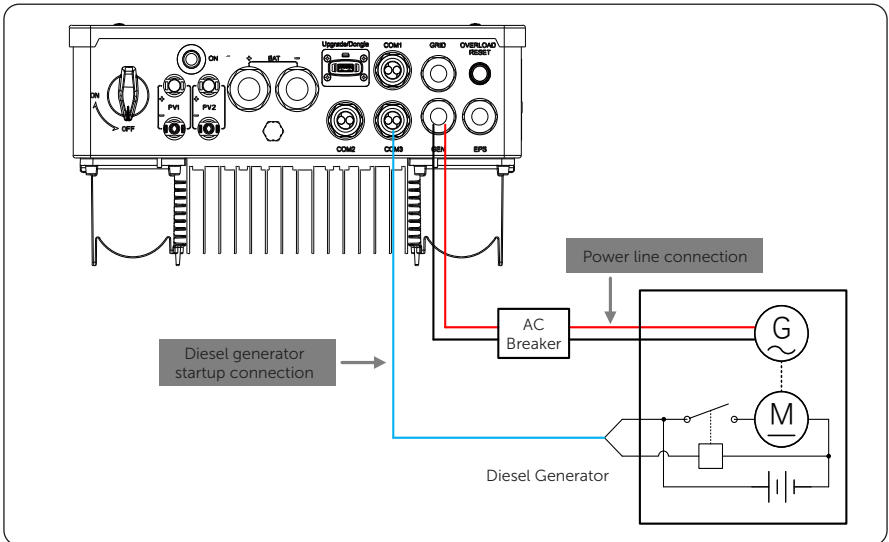 Upgrade/Dongle
COM1
GRID
OVERLOAD
RESET
ON
+ BAT −
ON
PV1
PV2
+
−
+
−
OFF
COM2
COM3
GEN
EPS
Power line connection
AC
Breaker
G
Diesel generator
startup connection
M
Diesel Generator